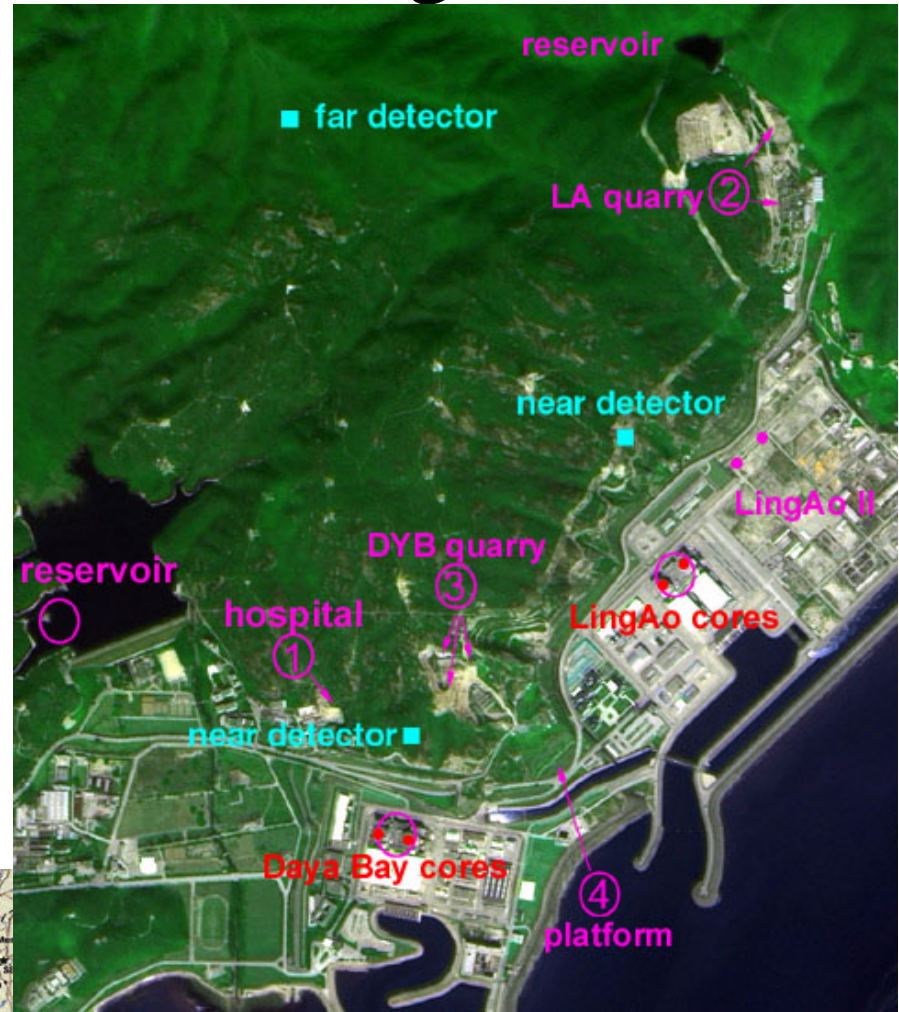 reservoir
far detector
LA quarry 2
near detector
LingAo II
DYB quarry
3
reservoir
hospital
1
LingAo cores
near detector
Daya Bay cores
4
platform